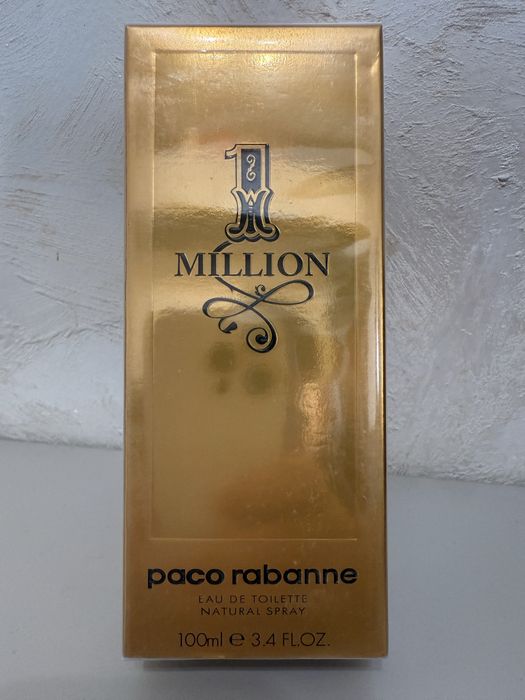 1
MILLION
paco rabanne
EAU DE TOILETTE
NATURAL SPRAY
100ml e 3.4 FL.OZ.